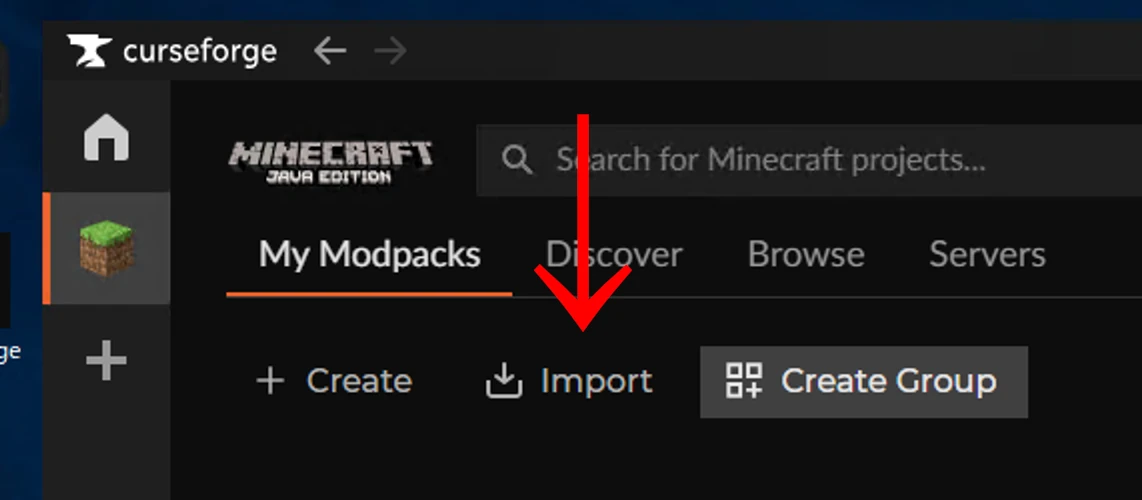 curseforge
MINECRAFT
JAVA EDITION
Search for Minecraft projects...
My Modpacks Discover Browse Servers
ge
Create Import Create Group